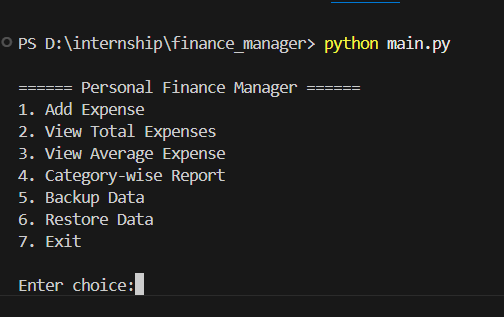 PS D:\internship\finance_manager> python main.py
====== Personal Finance Manager ======
1. Add Expense
2. View Total Expenses
3. View Average Expense
4. Category-wise Report
5. Backup Data
6. Restore Data
7. Exit
Enter choice: